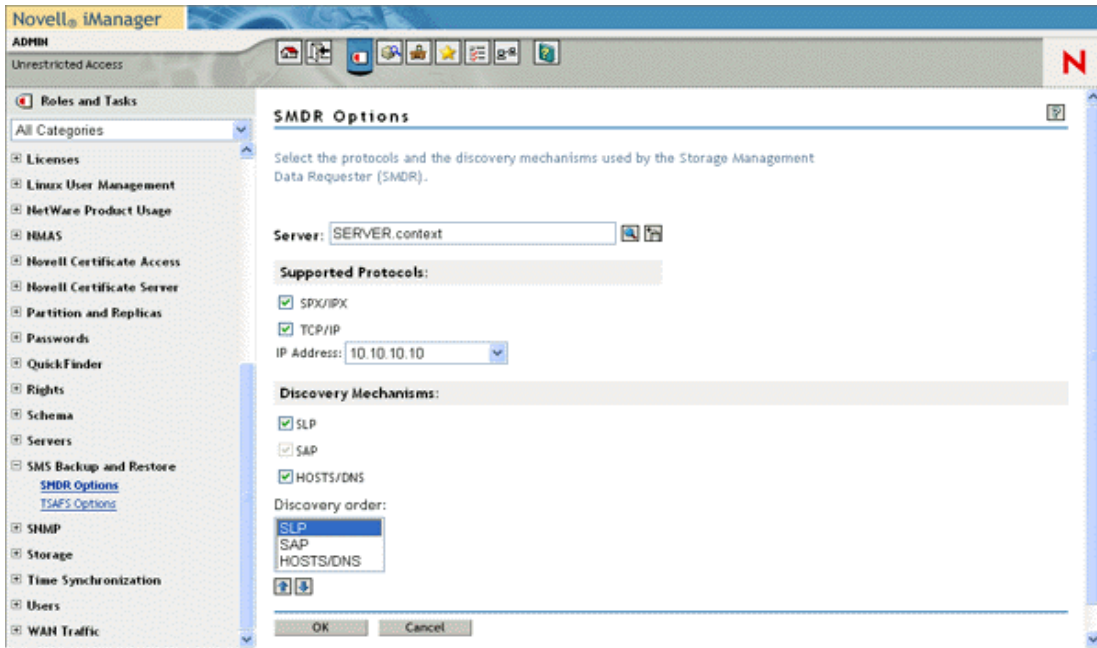 Novell® iManager
ADMIN
Unrestricted Access
N
Roles and Tasks
All Categories
Licenses
Linux User Management
NetWare Product Usage
NMAS
Novell Certificate Access
Novell Certificate Server
Partition and Replicas
Passwords
QuickFinder
Rights
Schema
Servers
SMS Backup and Restore
SMDR Options
TSAFS Options
SNMP
Storage
Time Synchronization
Users
WAN Traffic
SMDR Options
Select the protocols and the discovery mechanisms used by the Storage Management
Data Requester (SMDR).
Server: SERVER.context
Supported Protocols:
SPX/IPX
TCP/IP
IP Address: 10.10.10.10
Discovery Mechanisms:
SLP
SAP
HOSTS/DNS
Discovery order:
SLP
SAP
HOSTS/DNS
OK Cancel